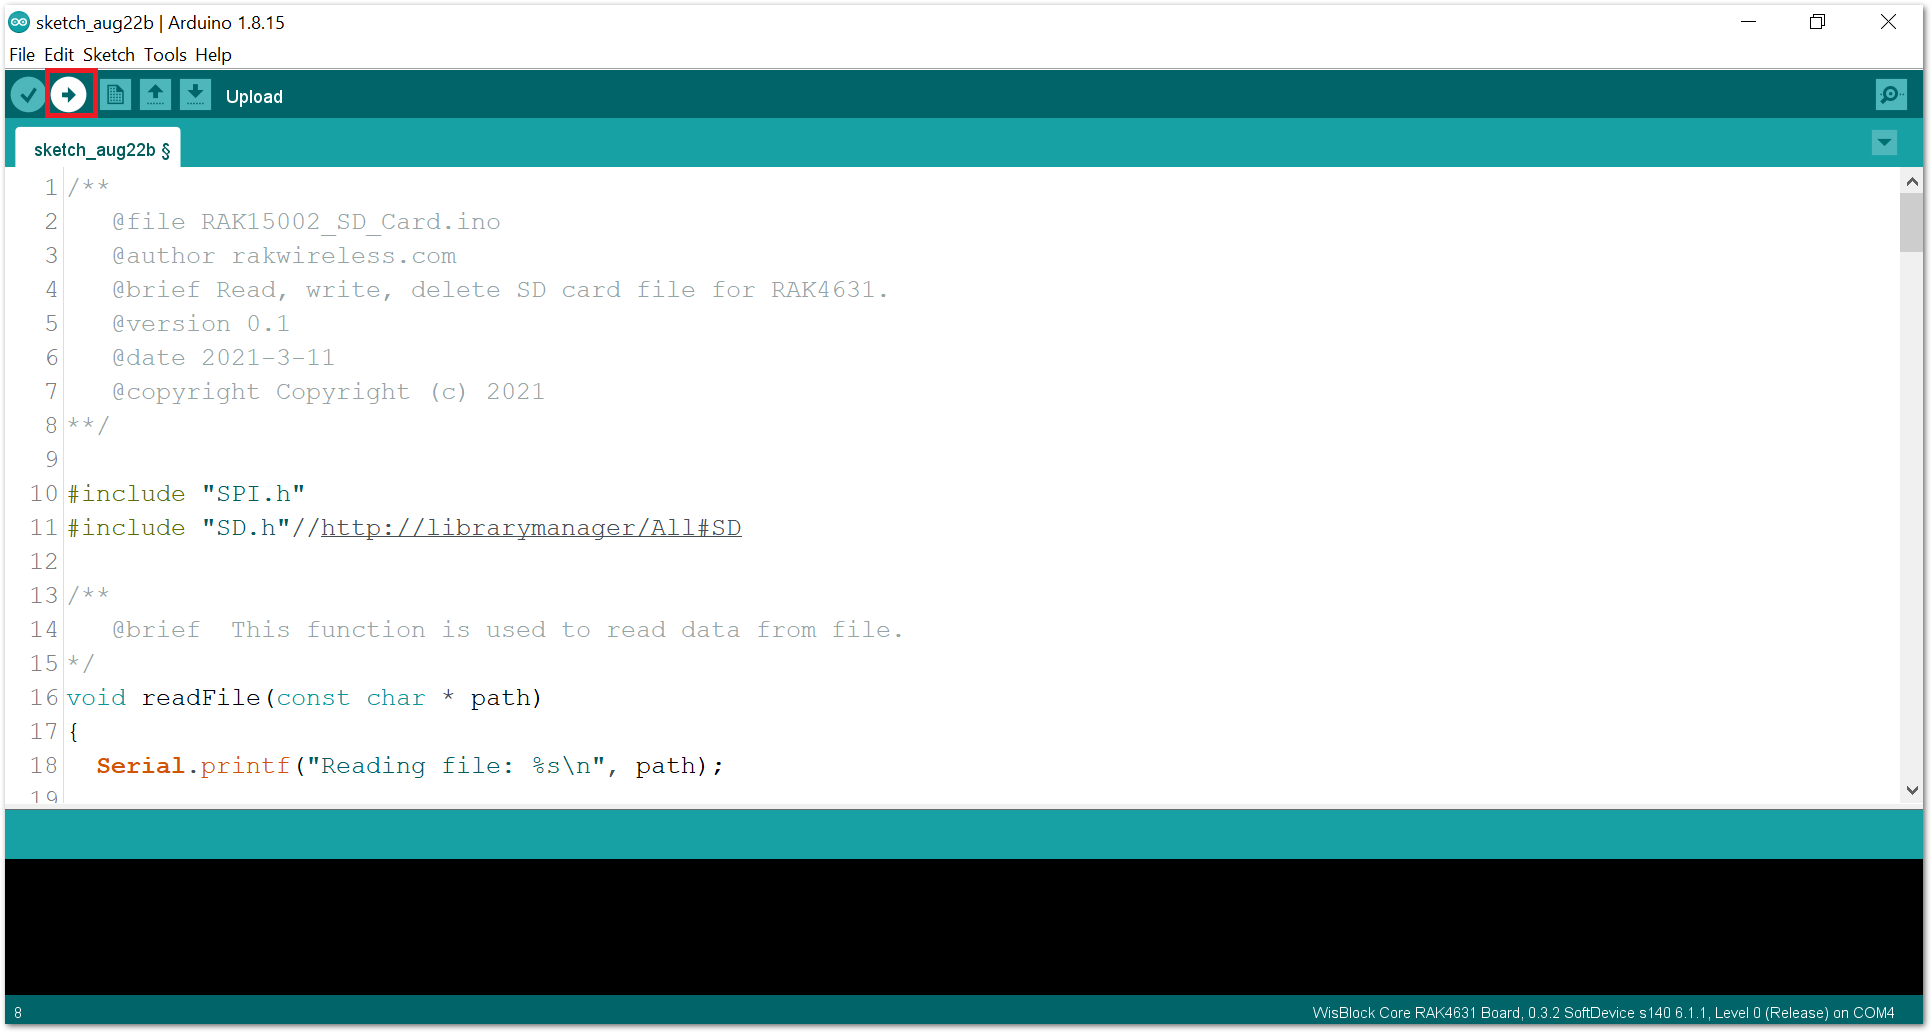 sketch_aug22b | Arduino 1.8.15
File Edit Sketch Tools Help
Upload
sketch_aug22b §
1 /**
2 @file RAK15002_SD_Card.ino
3 @author rakwireless.com
4 @brief Read, write, delete SD card file for RAK4631.
5 @version 0.1
6 @date 2021-3-11
7 @copyright Copyright (c) 2021
8 **/
9
10 #include "SPI.h"
11 #include "SD.h"//http://librarymanager/All#SD
12
13 /**
14 @brief  This function is used to read data from file.
15 */
16 void readFile(const char * path)
17 {
18 Serial.printf("Reading file: %s\n", path);
19
8
WisBlock Core RAK4631 Board, 0.3.2 SoftDevice s140 6.1.1, Level 0 (Release) on COM4